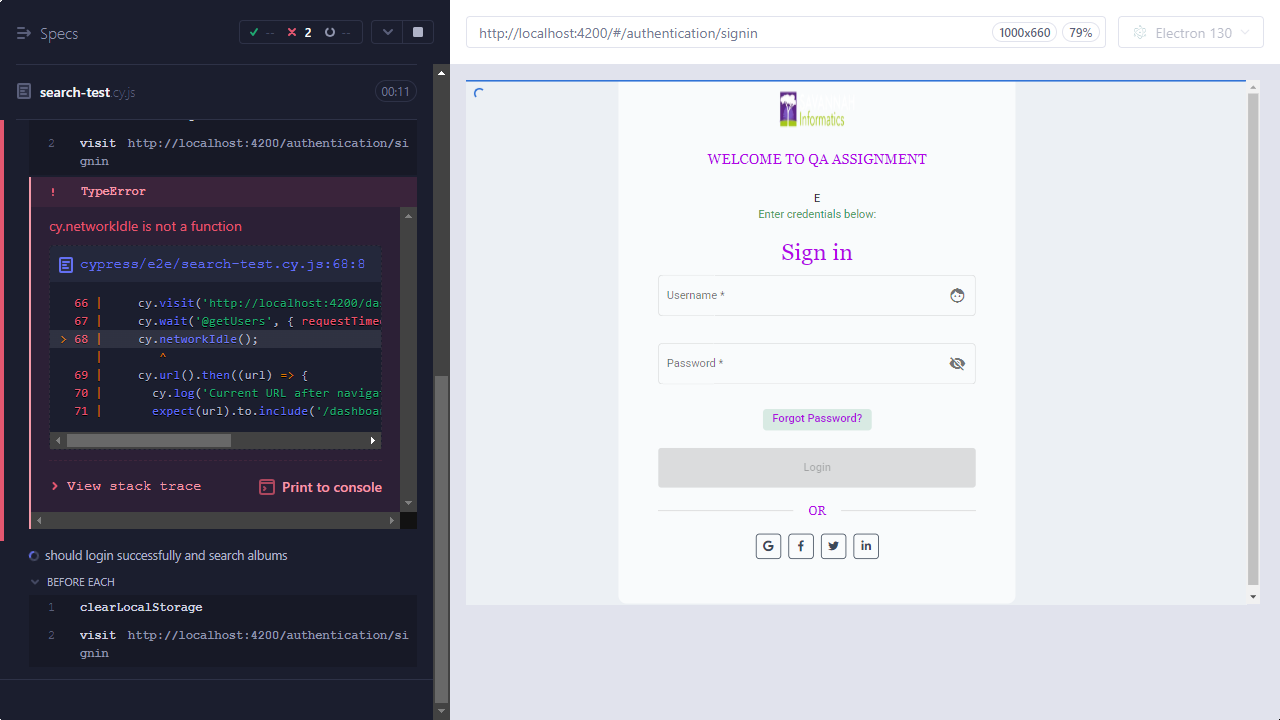 Specs
--
2
--
http://localhost:4200/#/authentication/signin
1000x660
79%
Electron 130
search-test.cy.js
00:11
2 visit http://localhost:4200/authentication/si
gnin
! TypeError
cy.networkIdle is not a function
cypress/e2e/search-test.cy.js:68:8
66 | cy.visit('http://localhost:4200/da
67 | cy.wait('@getUsers', { requestTime
> 68 | cy.networkIdle();
| ^
69 | cy.url().then((url) => {
70 | cy.log('Current URL after naviga
71 | expect(url).to.include('/dashboa
> View stack trace
Print to console
should login successfully and search albums
BEFORE EACH
1 clearLocalStorage
2 visit http://localhost:4200/authentication/si
gnin
Informatics
WELCOME TO QA ASSIGNMENT
E
Enter credentials below:
Sign in
Username *
Password *
Forgot Password?
Login
OR
G f in